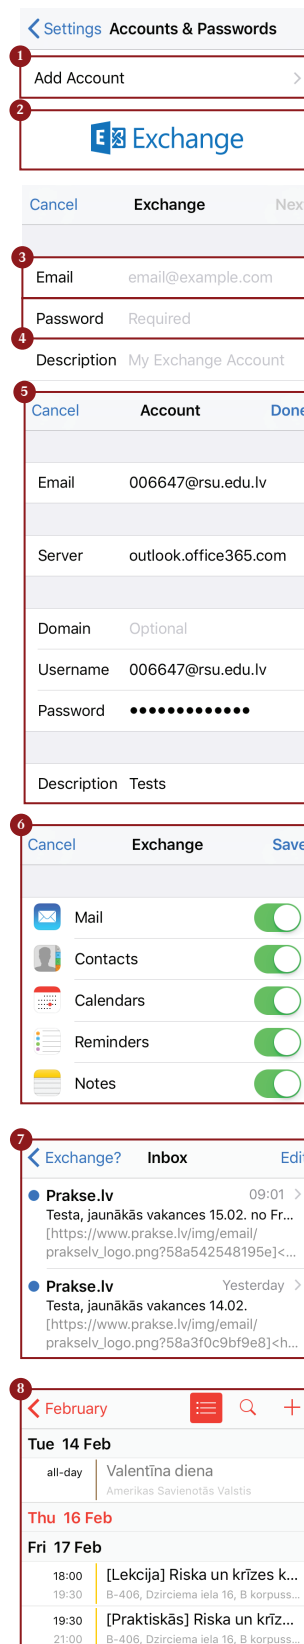 Settings Accounts & Passwords
1
Add Account
2
E Exchange
Cancel Exchange Nex
3
Email email@example.com
Password Required
4
Description My Exchange Account
5
Cancel Account Done
Email 006647@rsu.edu.lv
Server outlook.office365.com
Domain Optional
Username 006647@rsu.edu.lv
Password ●●●●●●●●●●●●●
Description Tests
6
Cancel Exchange Save
Mail
Contacts
Calendars
Reminders
Notes
7
Exchange? Inbox Edit
Prakse.lv 09:01
Testa, jaunākās vakances 15.02. no Fr...
[https://www.prakse.lv/img/email/
prakselv_logo.png?58a542548195e]<...
Prakse.lv Yesterday
Testa, jaunākās vakances 14.02.
[https://www.prakse.lv/img/email/
prakselv_logo.png?58a3f0c9bf9e8]<h...
8
February
Tue 14 Feb
all-day Valentīna diena
Amerikas Savienotās Valstis
Thu 16 Feb
Fri 17 Feb
18:00 [Lekcija] Riska un krīzes k...
19:30 B-406, Dzirciema iela 16, B korpuss...
19:30 [Praktiskās] Riska un krīz...
21:00 B-406, Dzirciema iela 16, B korpuss...